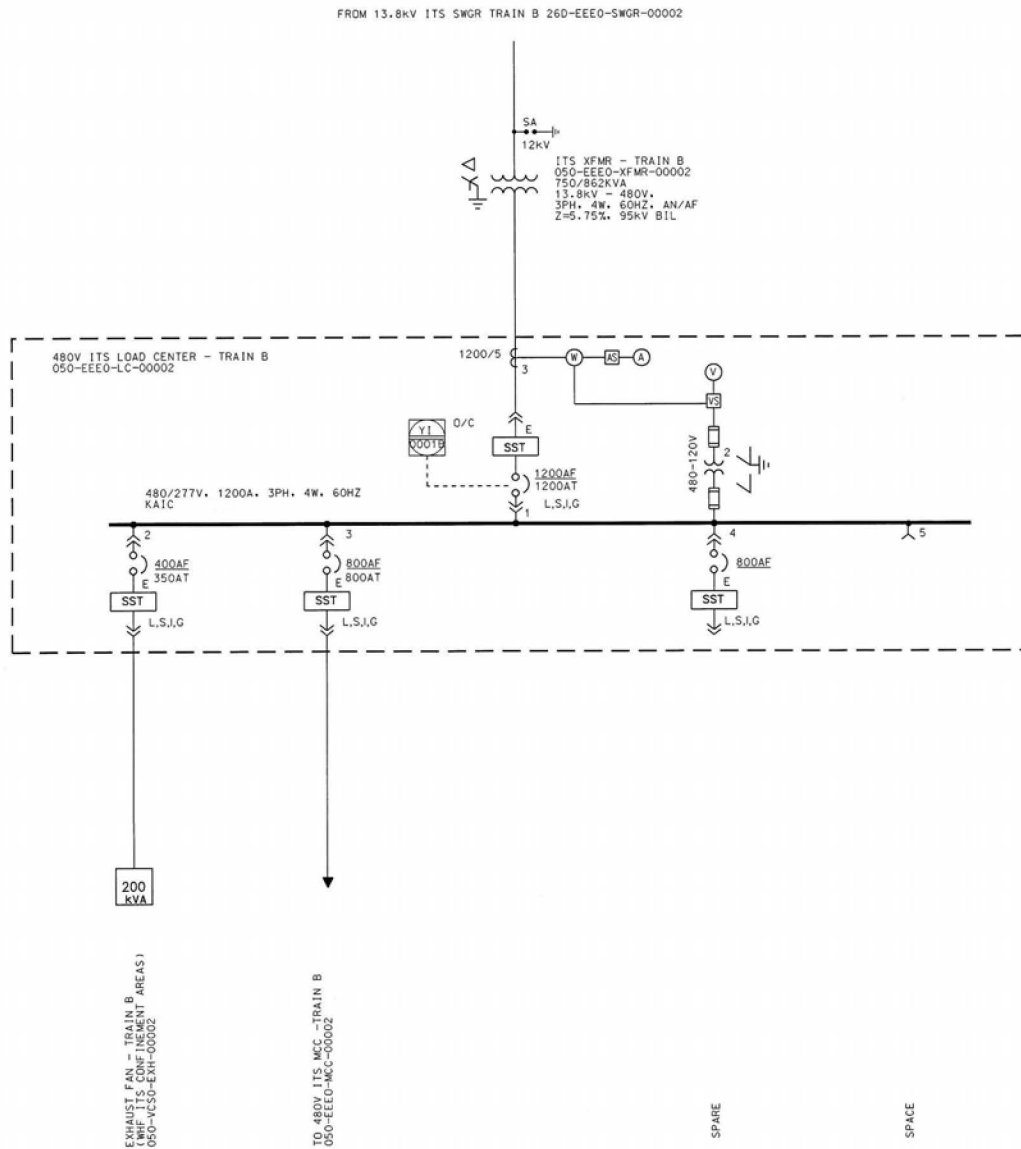 FROM 13.8kV ITS SWGR TRAIN B 26D-EEE0-SWGR-00002
SA
12kV
ITS XFMR - TRAIN B
050-EEE0-XFMR-00002
750/862KVA
13.8kV - 480V.
3PH. 4W. 60HZ. AN/AF
Z=5.75%. 95kV BIL
480V ITS LOAD CENTER - TRAIN B
050-EEE0-LC-00002
1200/5
3
W
AS
A
V
VS
YI
0001B
O/C
E
SST
1200AF
1200AT
L,S,I,G
480-120V
2
480/277V. 1200A. 3PH. 4W. 60HZ
KAIC
1
2
3
4
5
400AF
350AT
E
SST
L,S,I,G
800AF
800AT
E
SST
L,S,I,G
800AF
E
SST
L,S,I,G
200
kVA
EXHAUST FAN - TRAIN B
(WHF ITS CONFINEMENT AREAS)
050-VCS0-EXH-00002
TO 480V ITS MCC -TRAIN B
050-EEE0-MCC-00002
SPARE
SPACE